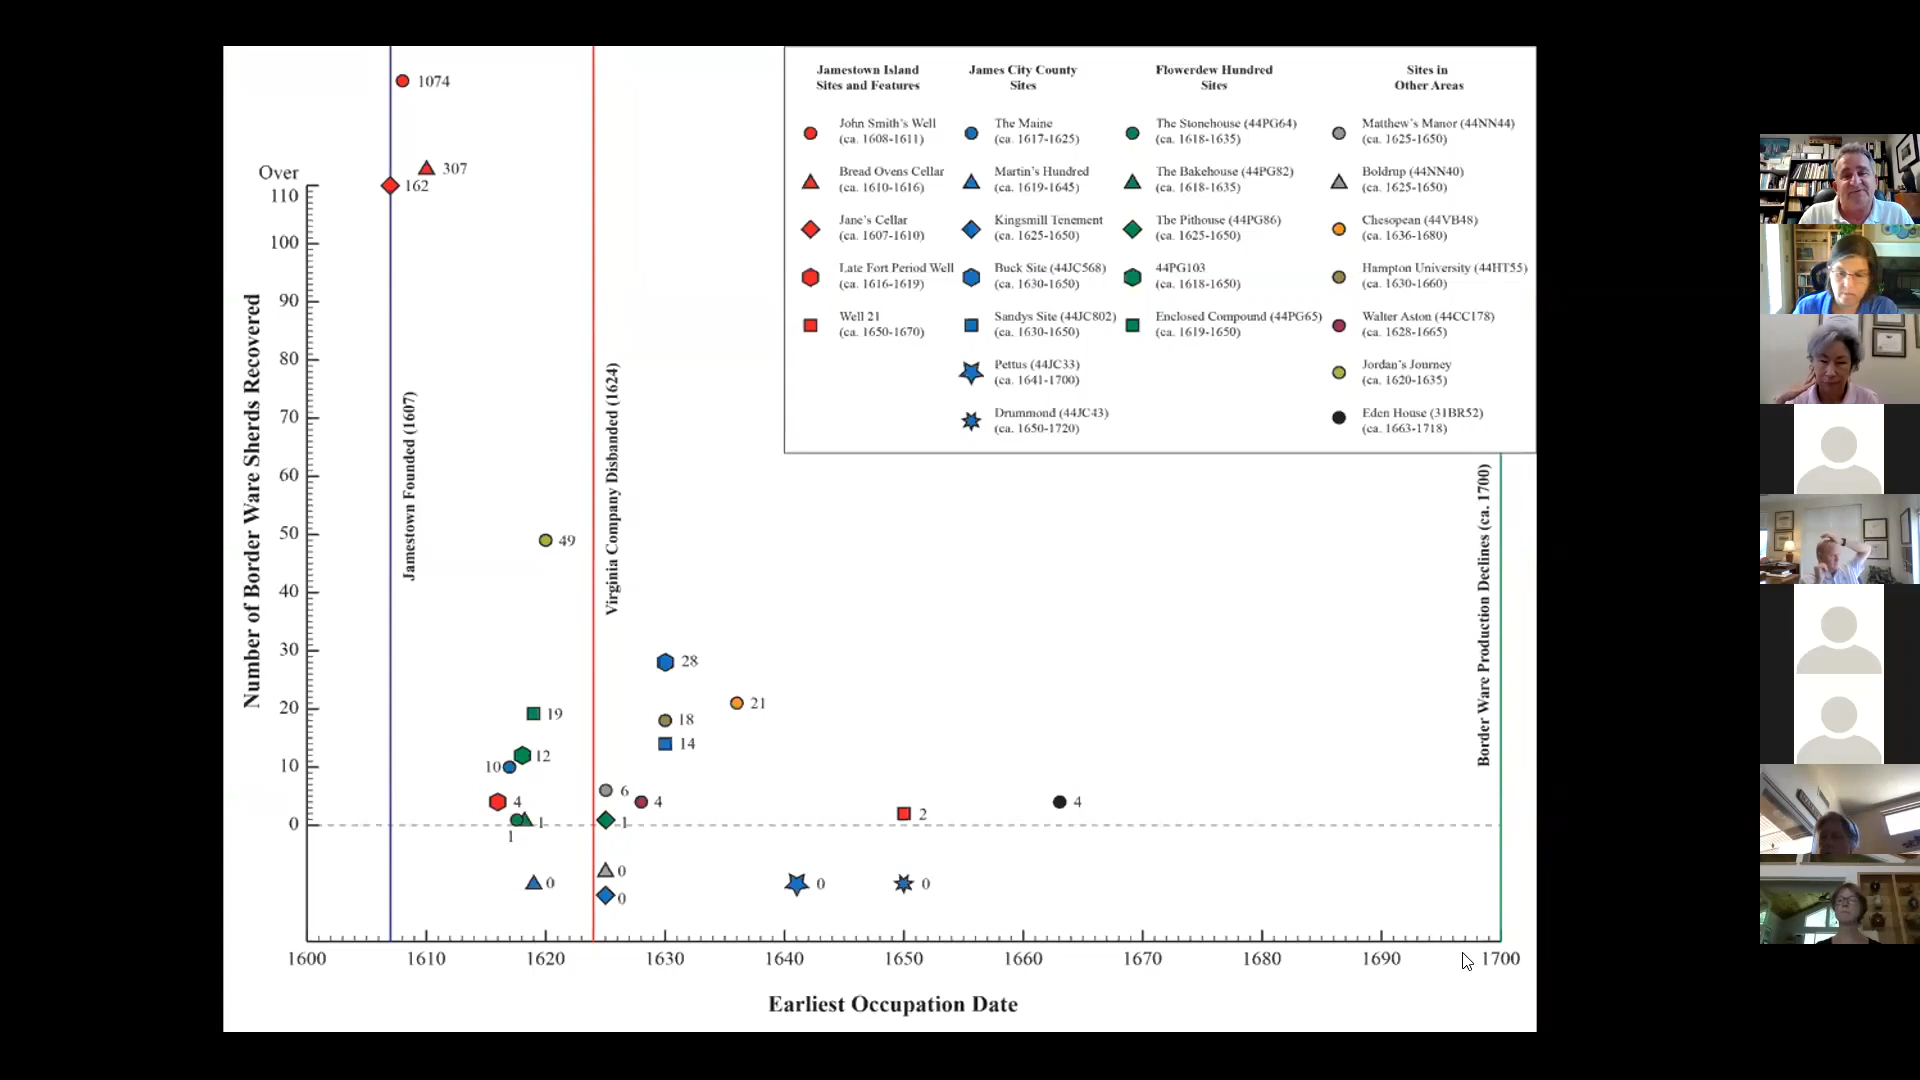 Jamestown Island
Sites and Features
John Smith's Well
(ca. 1608-1611)
Bread Ovens Cellar
(ca. 1610-1616)
Jane's Cellar
(ca. 1607-1610)
Late Fort Period Well
(ca. 1616-1619)
Well 21
(ca. 1650-1670)
James City County
Sites
The Maine
(ca. 1617-1625)
Martin's Hundred
(ca. 1619-1645)
Kingsmill Tenement
(ca. 1625-1650)
Buck Site (44JC568)
(ca. 1630-1650)
Sandys Site (44JC802)
(ca. 1630-1650)
Pettus (44JC33)
(ca. 1641-1700)
Drummond (44JC43)
(ca. 1650-1720)
Flowerdew Hundred
Sites
The Stonehouse (44PG64)
(ca. 1618-1635)
The Bakehouse (44PG82)
(ca. 1618-1635)
The Pithouse (44PG86)
(ca. 1625-1650)
44PG103
(ca. 1618-1650)
Enclosed Compound (44PG65)
(ca. 1619-1650)
Sites in
Other Areas
Matthew's Manor (44NN44)
(ca. 1625-1650)
Boldrup (44NN40)
(ca. 1625-1650)
Chesopean (44VB48)
(ca. 1636-1680)
Hampton University (44HT55)
(ca. 1630-1660)
Walter Aston (44CC178)
(ca. 1628-1665)
Jordan's Journey
(ca. 1620-1635)
Eden House (31BR52)
(ca. 1663-1718)
Number of Border Ware Sherds Recovered
Over
110
100
90
80
70
60
50
40
30
20
10
0
Jamestown Founded (1607)
Virginia Company Disbanded (1624)
Border Ware Production Declines (ca. 1700)
1074
307
162
49
28
21
18
14
19
12
10
4
1
1
6
4
1
2
4
0
0
0
0
0
1600 1610 1620 1630 1640 1650 1660 1670 1680 1690 1700
Earliest Occupation Date